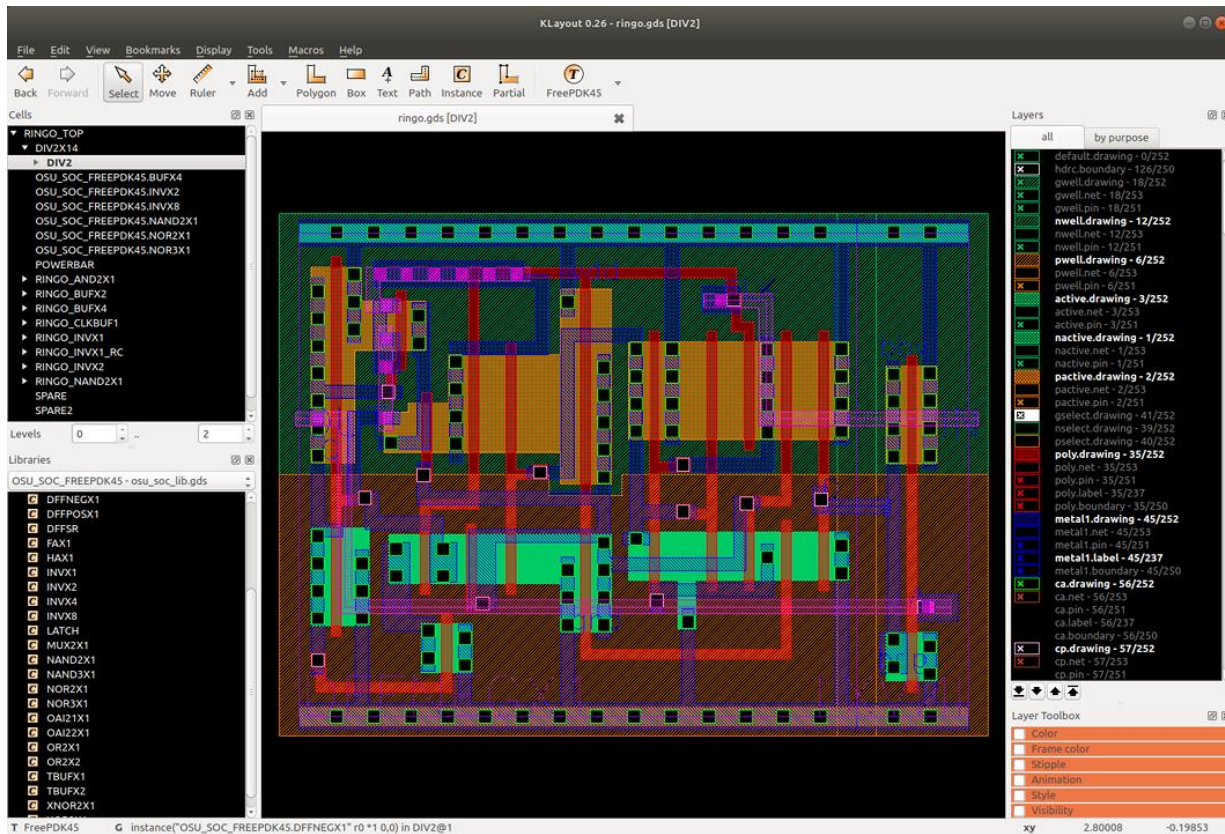 KLayout 0.26 - ringo.gds [DIV2]
File Edit View Bookmarks Display Tools Macros Help
Back Forward Select Move Ruler Add Polygon Box Text Path Instance Partial FreePDK45
Cells
RINGO_TOP
DIV2X14
DIV2
OSU_SOC_FREEPDK45.BUFX4
OSU_SOC_FREEPDK45.INVX2
OSU_SOC_FREEPDK45.INVX8
OSU_SOC_FREEPDK45.NAND2X1
OSU_SOC_FREEPDK45.NOR2X1
OSU_SOC_FREEPDK45.NOR3X1
POWERBAR
RINGO_AND2X1
RINGO_BUFX2
RINGO_BUFX4
RINGO_CLKBUF1
RINGO_INVX1
RINGO_INVX1_RC
RINGO_INVX2
RINGO_NAND2X1
SPARE
SPARE2
Levels 0 .. 2
Libraries
OSU_SOC_FREEPDK45 - osu_soc_lib.gds
DFFNEGX1
DFFPOSX1
DFFSR
FAX1
HAX1
INVX1
INVX2
INVX4
INVX8
LATCH
MUX2X1
NAND2X1
NAND3X1
NOR2X1
NOR3X1
OAI21X1
OAI22X1
OR2X1
OR2X2
TBUFX1
TBUFX2
XNOR2X1
ringo.gds [DIV2]
Layers
all by purpose
default.drawing - 0/252
hdrc.boundary - 126/250
gwell.drawing - 18/252
gwell.net - 18/253
gwell.pin - 18/251
nwell.drawing - 12/252
nwell.net - 12/253
nwell.pin - 12/251
pwell.drawing - 6/252
pwell.net - 6/253
pwell.pin - 6/251
active.drawing - 3/252
active.net - 3/253
active.pin - 3/251
nactive.drawing - 1/252
nactive.net - 1/253
nactive.pin - 1/251
pactive.drawing - 2/252
pactive.net - 2/253
pactive.pin - 2/251
gselect.drawing - 41/252
nselect.drawing - 39/252
pselect.drawing - 40/252
poly.drawing - 35/252
poly.net - 35/253
poly.pin - 35/251
poly.label - 35/237
poly.boundary - 35/250
metal1.drawing - 45/252
metal1.net - 45/253
metal1.pin - 45/251
metal1.label - 45/237
metal1.boundary - 45/250
ca.drawing - 56/252
ca.net - 56/253
ca.pin - 56/251
ca.label - 56/237
ca.boundary - 56/250
cp.drawing - 57/252
cp.net - 57/253
cp.pin - 57/251
Layer Toolbox
Color
Frame color
Stipple
Animation
Style
Visibility
T FreePDK45 G instance("OSU_SOC_FREEPDK45.DFFNEGX1" r0 *1 0,0) in DIV2@1 xy 2.80008 -0.19853